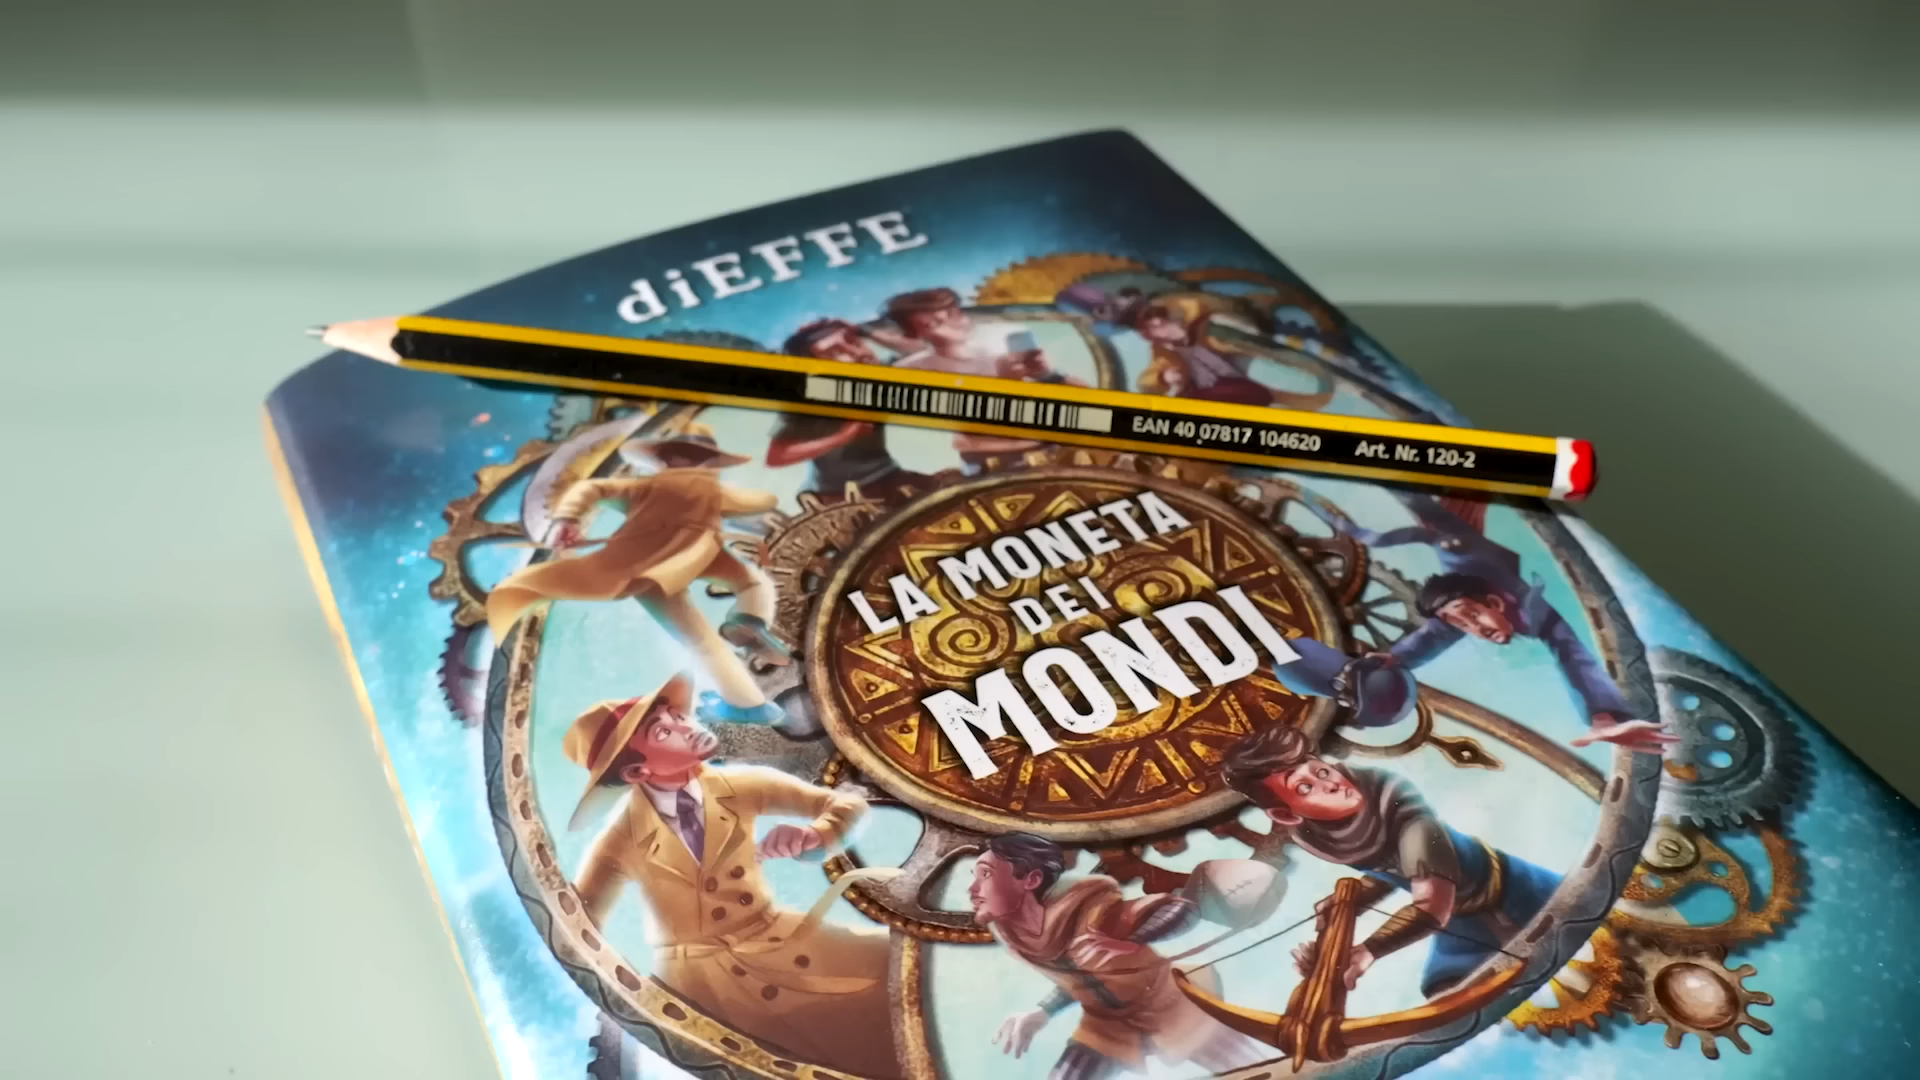 diEFFE
EAN 40 07817 104620 Art. Nr. 120-2
LA MONETA
DEI
MONDI